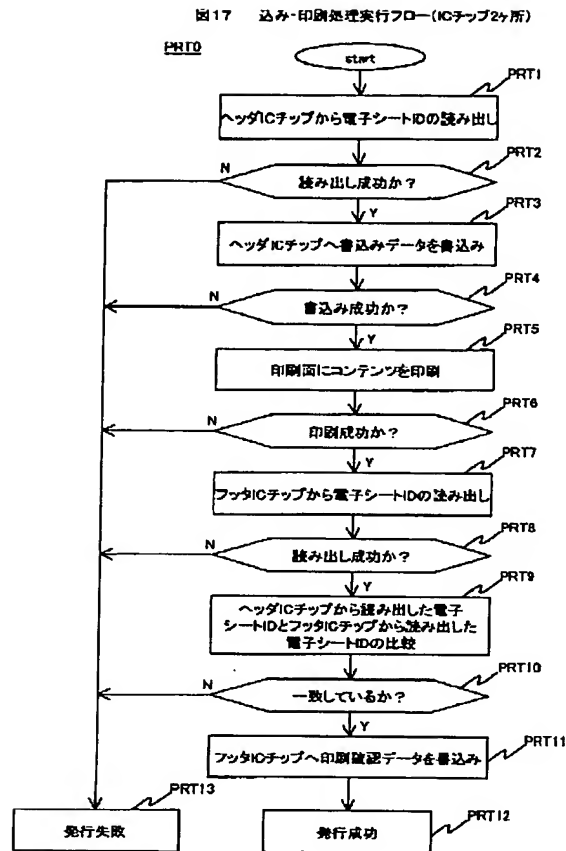 図17 込み-印刷処理実行フロー(ICチップ2ヶ所)
PRT0
start
PRT1
ヘッダICチップから電子シートIDの読み出し
PRT2
N
読み出し成功か?
Y
PRT3
ヘッダICチップへ書込みデータを書込み
PRT4
N
書込み成功か?
Y
PRT5
印刷面にコンテンツを印刷
PRT6
N
印刷成功か?
Y
PRT7
フッタICチップから電子シートIDの読み出し
PRT8
N
読み出し成功か?
Y
PRT9
ヘッダICチップから読み出した電子
シートIDとフッタICチップから読み出した
電子シートIDの比較
PRT10
N
一致しているか?
Y
PRT11
フッタICチップへ印刷確認データを書込み
PRT13
発行失敗
PRT12
発行成功